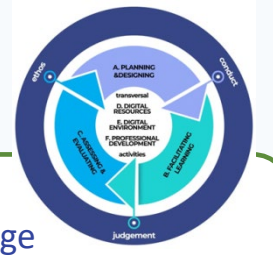 ethos
conduct
A. PLANNING
&DESIGNING
transversal
D. DIGITAL
RESOURCES
E. DIGITAL
ENVIRONMENT
F. PROFESSIONAL
DEVELOPMENT
activities
C. ASSESSING &
EVALUATING
B. FACILITATING
LEARNING
judgement
ge